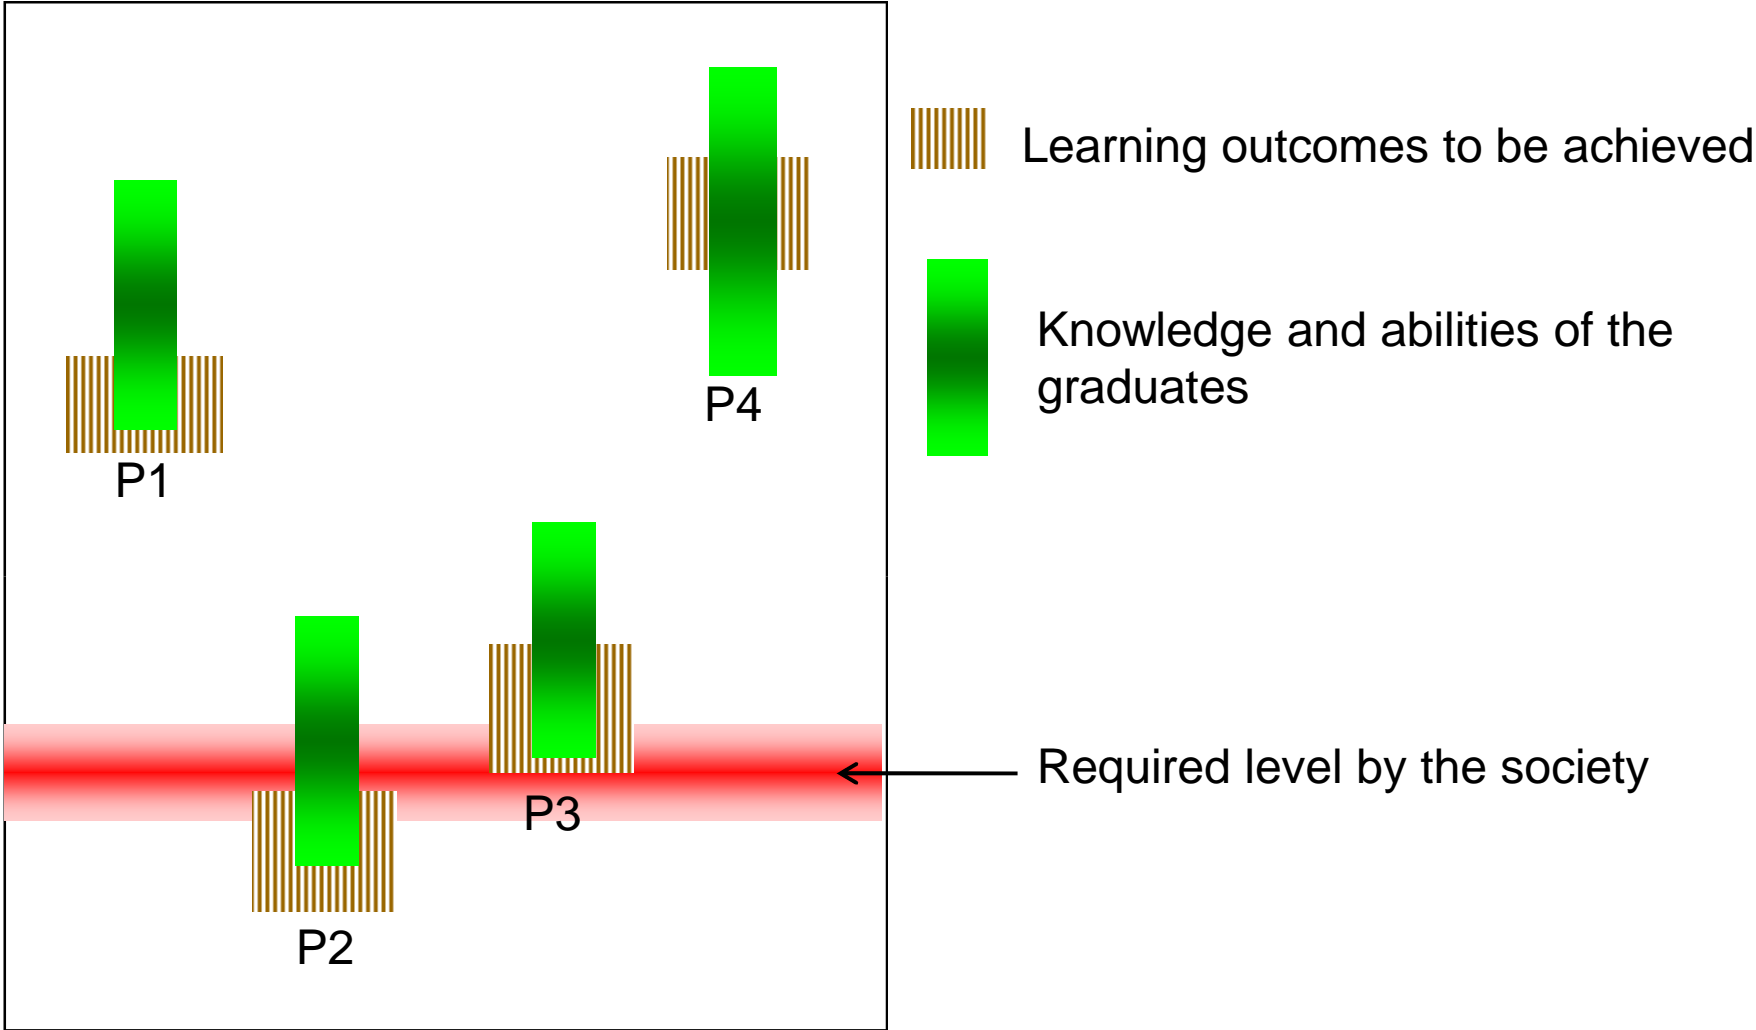 Learning outcomes to be achieved
Knowledge and abilities of the
graduates
P4
P1
Required level by the society
P3
P2